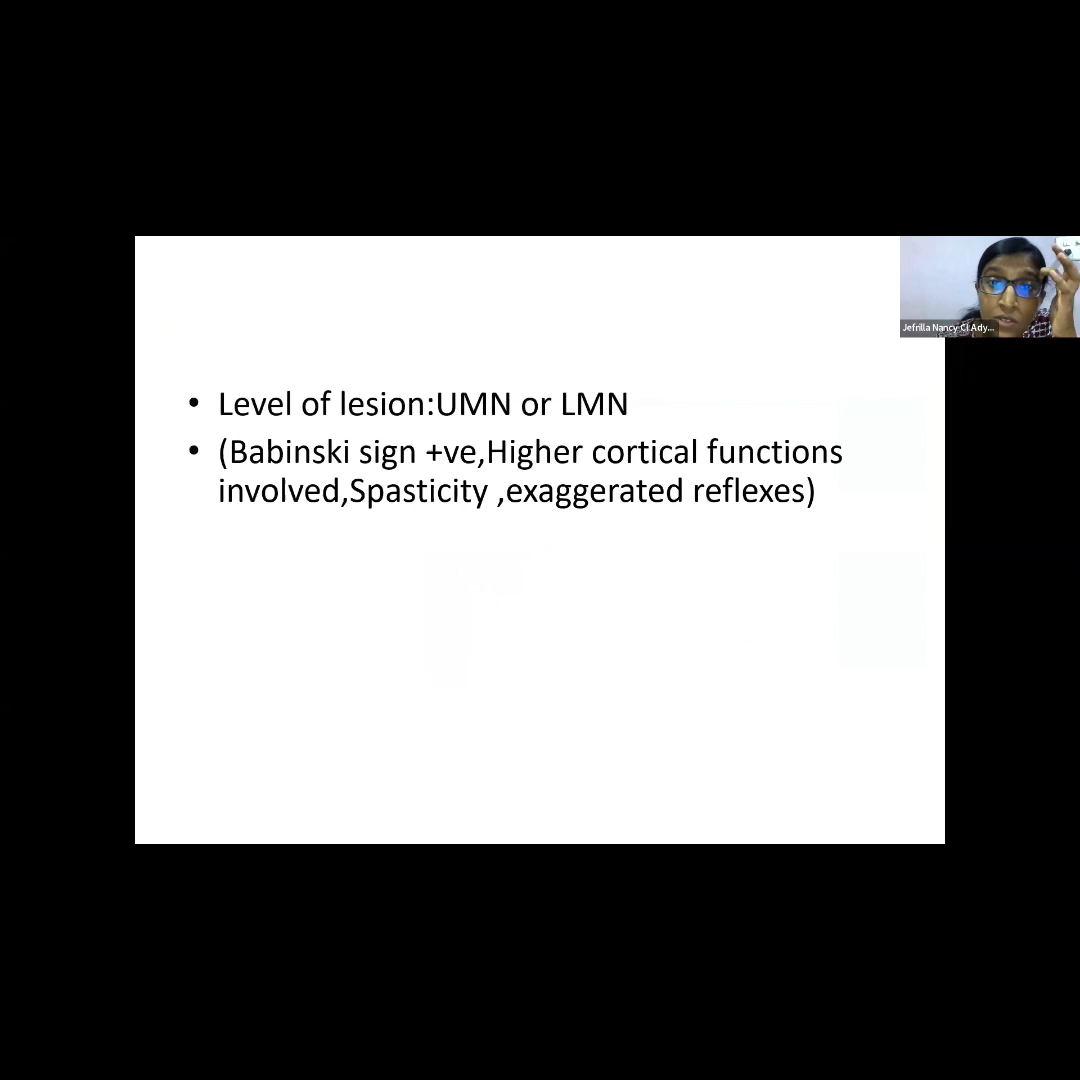 Jefrilla Nancy CI Ady...
• Level of lesion:UMN or LMN
• (Babinski sign +ve,Higher cortical functions
involved,Spasticity ,exaggerated reflexes)